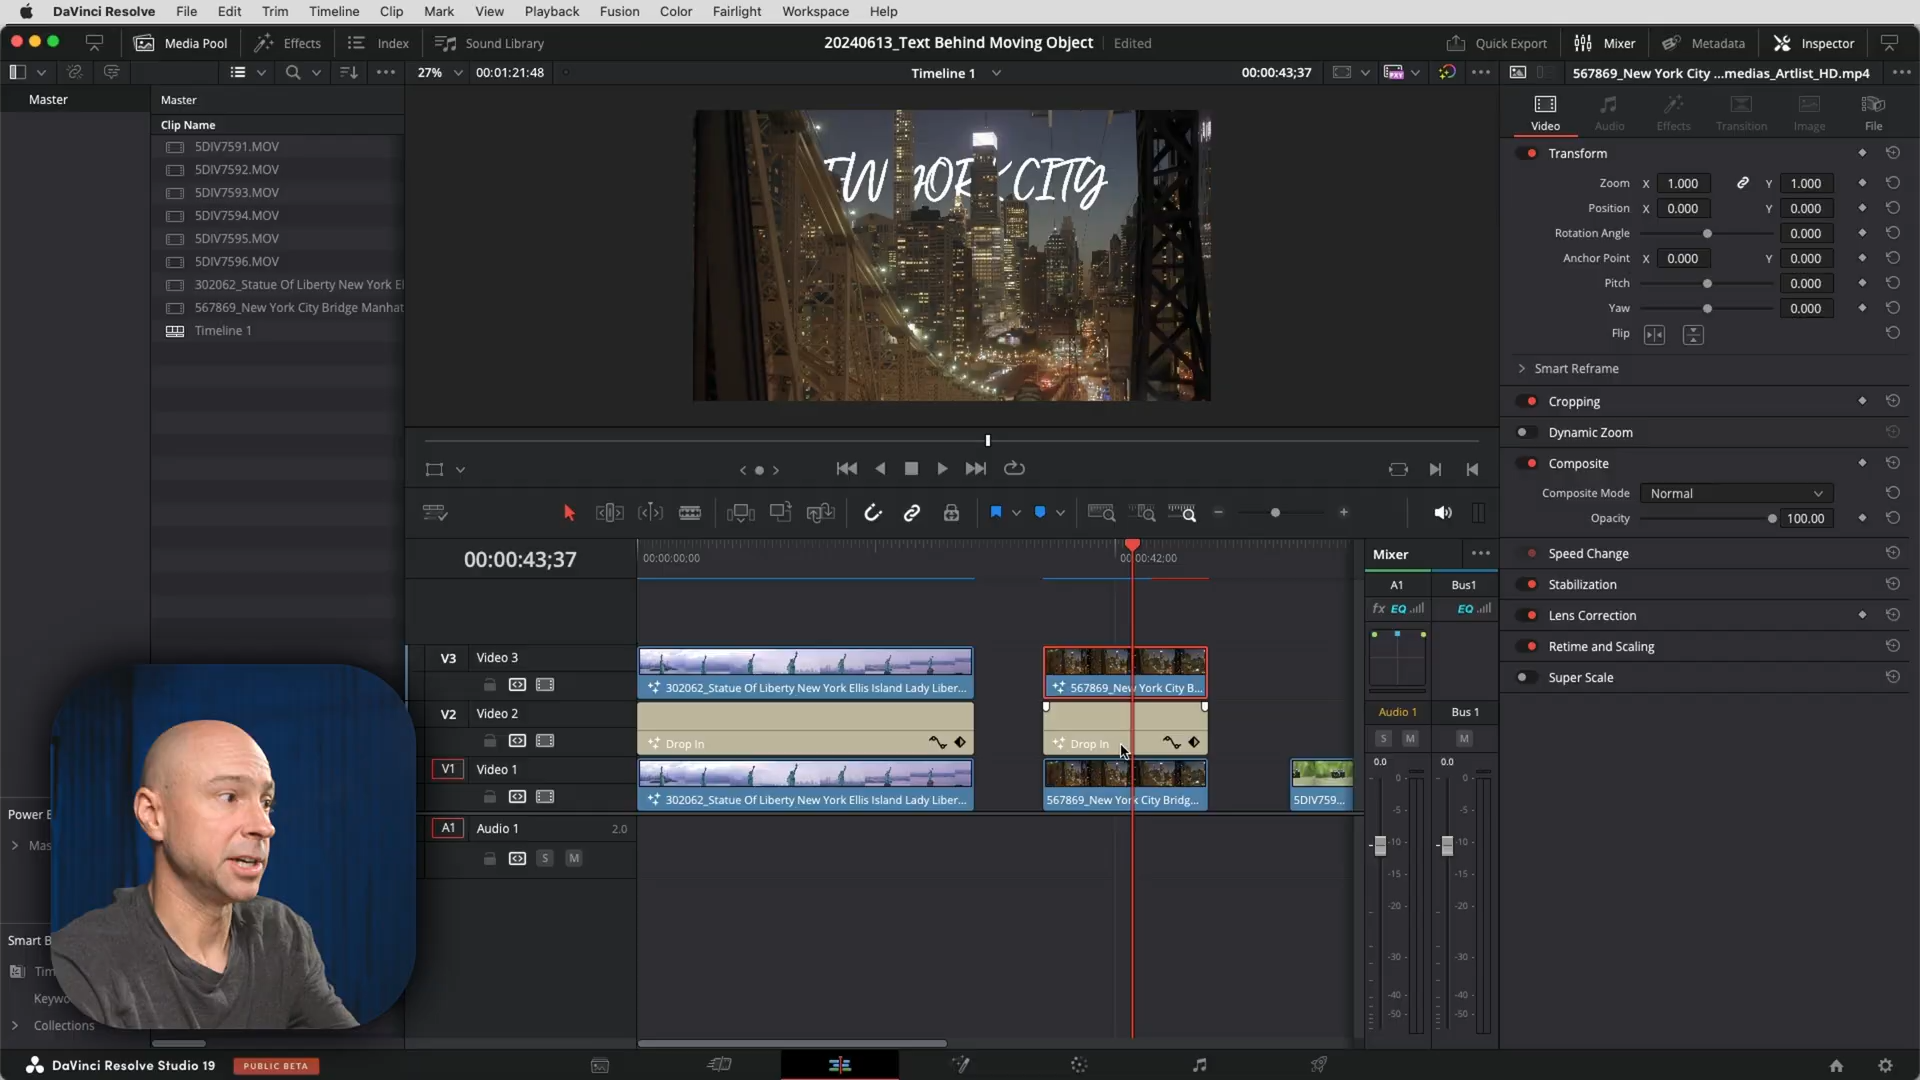 DaVinci Resolve File Edit Trim Timeline Clip Mark View Playback Fusion Color Fairlight Workspace Help
Media Pool Effects Index Sound Library 20240613_Text Behind Moving Object Edited Quick Export Mixer Metadata Inspector
27% 00:01:21:48 Timeline 1 00:00:43;37 567869_New York City ...medias_Artlist_HD.mp4
Master Master
Clip Name
5DIV7591.MOV
5DIV7592.MOV
5DIV7593.MOV
5DIV7594.MOV
5DIV7595.MOV
5DIV7596.MOV
302062_Statue Of Liberty New York El
567869_New York City Bridge Manhat
Timeline 1
CITY
Video Audio Effects Transition Image File
Transform
Zoom X 1.000 Y 1.000
Position X 0.000 Y 0.000
Rotation Angle 0.000
Anchor Point X 0.000 Y 0.000
Pitch 0.000
Yaw 0.000
Flip
Smart Reframe
Cropping
Dynamic Zoom
Composite
Composite Mode Normal
Opacity 100.00
Speed Change
Stabilization
Lens Correction
Retime and Scaling
Super Scale
00:00:43;37 00:00:00;00 00:00:42;00
V3 Video 3
302062_Statue Of Liberty New York Ellis Island Lady Liber... 567869_New York City B...
V2 Video 2
Drop In Drop In
V1 Video 1
302062_Statue Of Liberty New York Ellis Island Lady Liber... 567869_New York City Bridg... 5DIV759...
A1 Audio 1 2.0
S M
Mixer
A1 Bus1
fx EQ EQ
Audio 1 Bus 1
S M M
0.0 0.0
0 0
-5 -5
-10 -10
-15 -15
-20 -20
-30 -30
-40 -40
-50 -50
Power B
Mas
Smart B
Tim
Keywo
Collections
DaVinci Resolve Studio 19 PUBLIC BETA